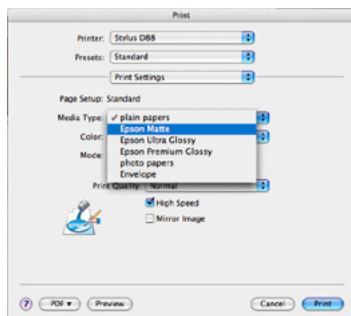 Print
Printer: Stylus D88
Presets: Standard
Print Settings
Page Setup: Standard
Media Type: ✓ plain papers
Epson Matte
Color: Epson Ultra Glossy
Mode: Epson Premium Glossy
photo papers
Envelope
Print Quality: Normal
High Speed
Mirror Image
? PDF ▼ Preview Cancel Print